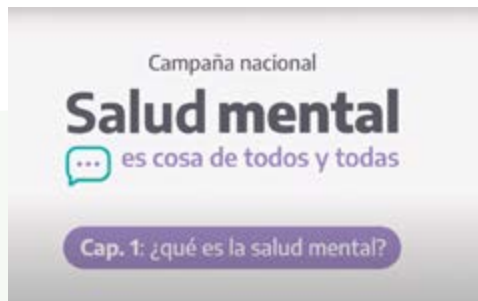 Campaña nacional
Salud mental
es cosa de todos y todas
Cap. 1: ¿qué es la salud mental?